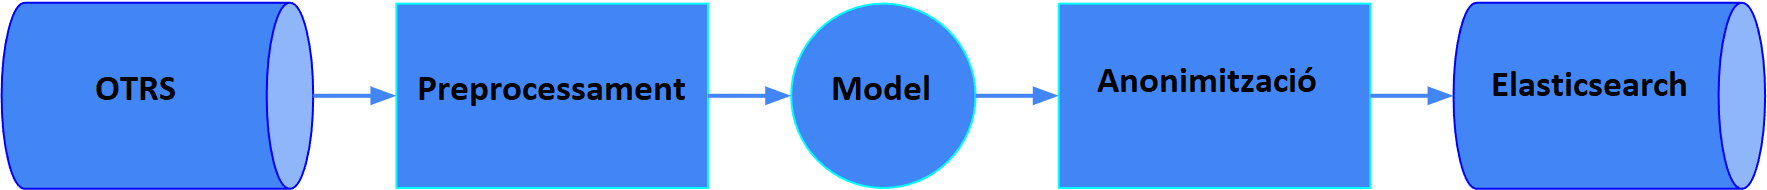 OTRS
Preprocessament
Model
Anonimització
Elasticsearch